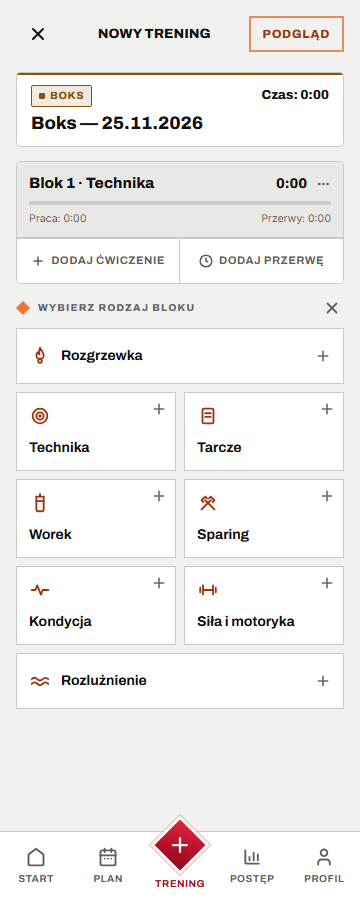 NOWY TRENING
PODGLĄD
BOKS
Czas: 0:00
Boks — 25.11.2026
Blok 1 · Technika
0:00
Praca: 0:00
Przerwy: 0:00
DODAJ ĆWICZENIE
DODAJ PRZERWĘ
WYBIERZ RODZAJ BLOKU
Rozgrzewka
Technika
Tarcze
Worek
Sparing
Kondycja
Siła i motoryka
Rozluźnienie
START
PLAN
TRENING
POSTĘP
PROFIL